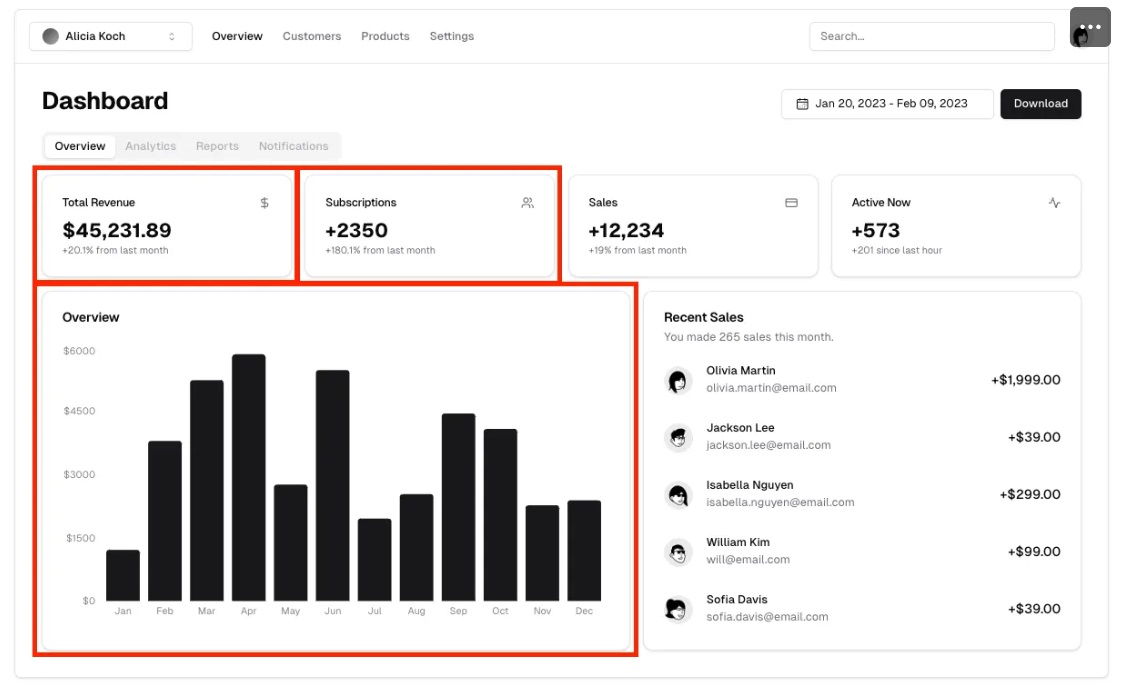 Alicia Koch
Overview Customers Products Settings
Search...
Dashboard
Jan 20, 2023 - Feb 09, 2023
Download
Overview Analytics Reports Notifications
Total Revenue
$
$45,231.89
+20.1% from last month
Subscriptions
+2350
+180.1% from last month
Sales
+12,234
+19% from last month
Active Now
+573
+201 since last hour
Overview
$6000
$4500
$3000
$1500
$0
Jan Feb Mar Apr May Jun Jul Aug Sep Oct Nov Dec
Recent Sales
You made 265 sales this month.
Olivia Martin
olivia.martin@email.com
+$1,999.00
Jackson Lee
jackson.lee@email.com
+$39.00
Isabella Nguyen
isabella.nguyen@email.com
+$299.00
William Kim
will@email.com
+$99.00
Sofia Davis
sofia.davis@email.com
+$39.00